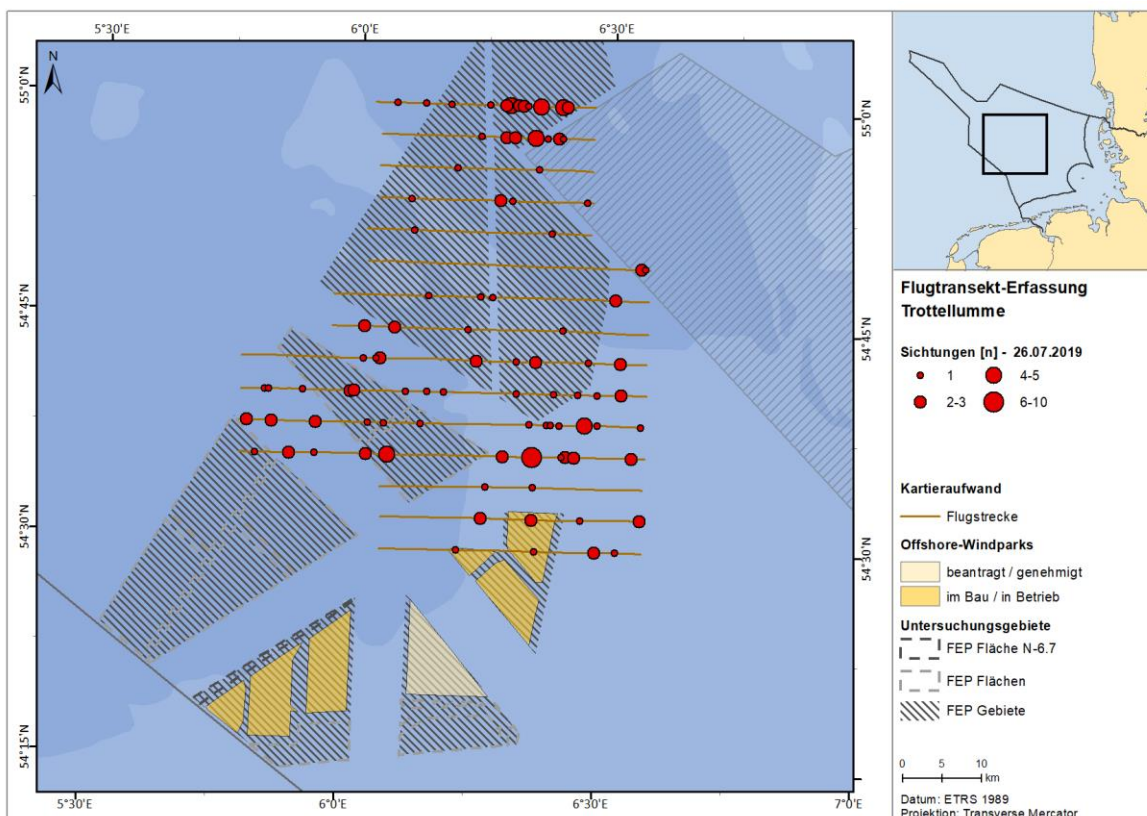 5°30'E
6°0'E
6°30'E
N
55°0'N
54°45'N
54°30'N
54°15'N
55°0'N
54°45'N
54°30'N
5°30'E
6°0'E
6°30'E
7°0'E
Flugtransekt-Erfassung
Trottellumme
Sichtungen [n] - 26.07.2019
1
4-5
2-3
6-10
Kartieraufwand
Flugstrecke
Offshore-Windparks
beantragt / genehmigt
im Bau / in Betrieb
Untersuchungsgebiete
FEP Fläche N-6.7
FEP Flächen
FEP Gebiete
0 5 10
km
Datum: ETRS 1989
Projektion: Transverse Mercator